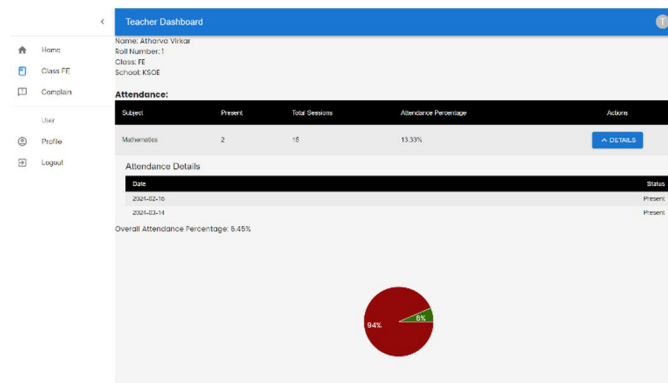 Teacher Dashboard
T
Home
Class FE
Complain
User
Profile
Logout
Name: Atharva Virkar
Roll Number: 1
Class: FE
School: KSOE
Attendance:
Subject Present Total Sessions Attendance Percentage Actions
Mathematics 2 15 13.33% DETAILS
Attendance Details
Date Status
2024-02-16 Present
2024-03-14 Present
Overall Attendance Percentage: 6.45%
94% 6%